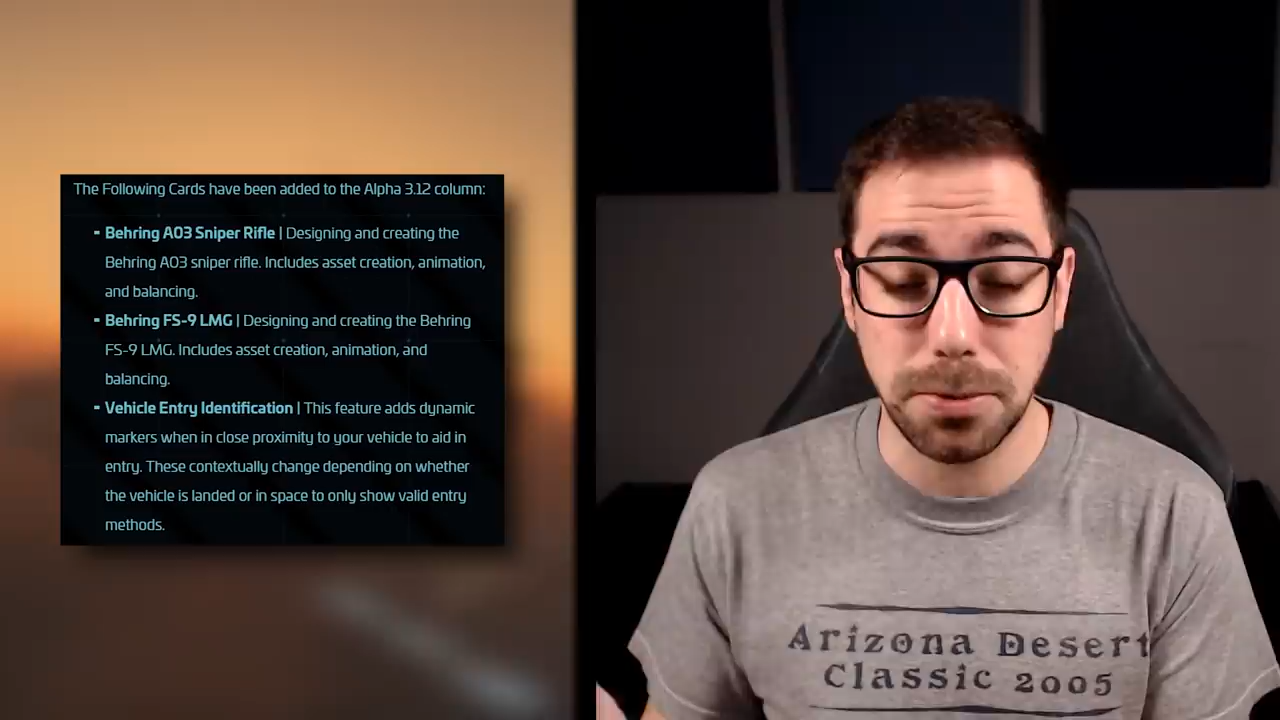 The Following Cards have been added to the Alpha 3.12 column:
- Behring A03 Sniper Rifle | Designing and creating the
Behring A03 sniper rifle. Includes asset creation, animation,
and balancing.
- Behring FS-9 LMG | Designing and creating the Behring
FS-9 LMG. Includes asset creation, animation, and
balancing.
- Vehicle Entry Identification | This feature adds dynamic
markers when in close proximity to your vehicle to aid in
entry. These contextually change depending on whether
the vehicle is landed or in space to only show valid entry
methods.
Arizona Desert
Classic 2005